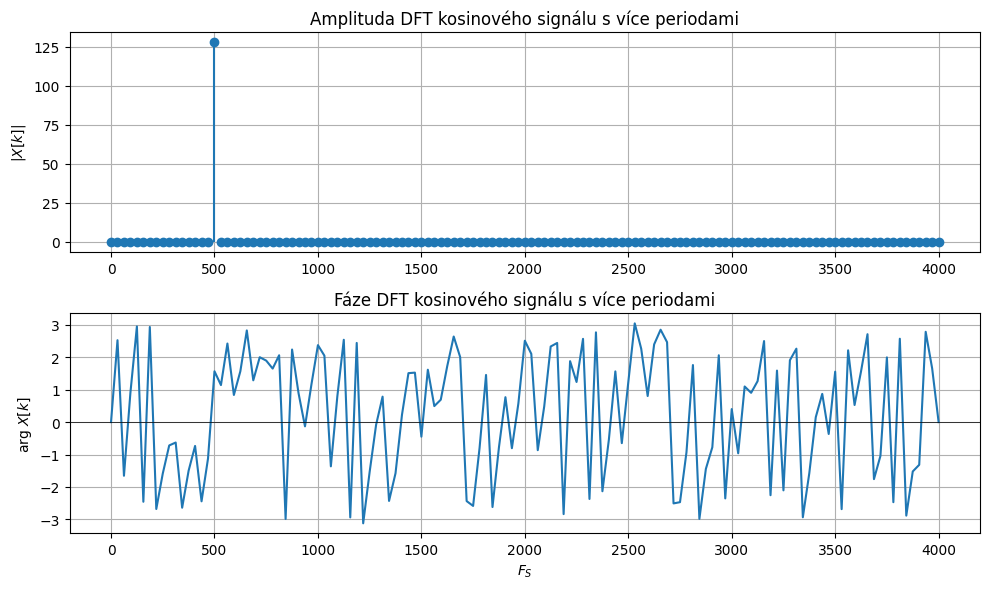 Amplituda DFT kosinového signálu s více periodami
|X[k]|
125
100
75
50
25
0
0 500 1000 1500 2000 2500 3000 3500 4000
Fáze DFT kosinového signálu s více periodami
arg X[k]
3
2
1
0
−1
−2
−3
0 500 1000 1500 2000 2500 3000 3500 4000
F_S